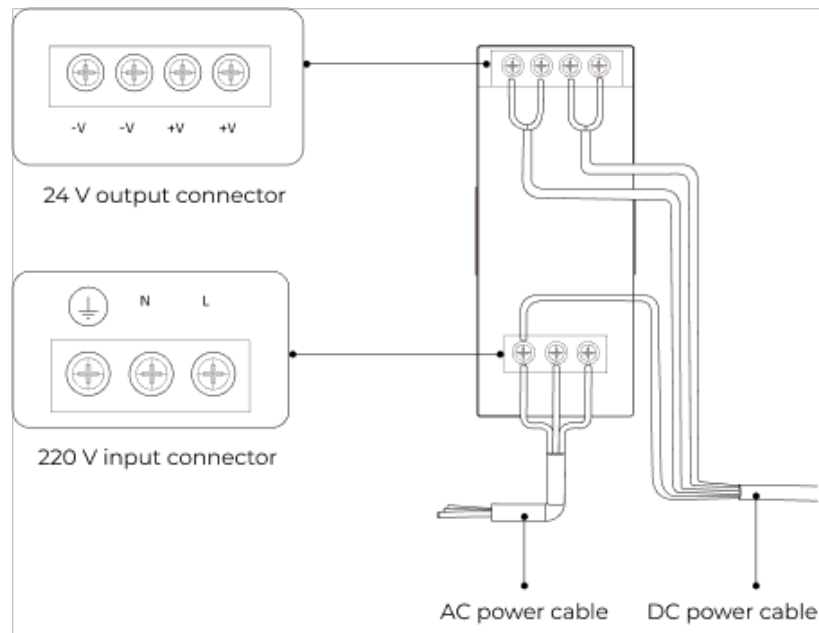 -V -V +V +V
24 V output connector
N L
220 V input connector
AC power cable DC power cable